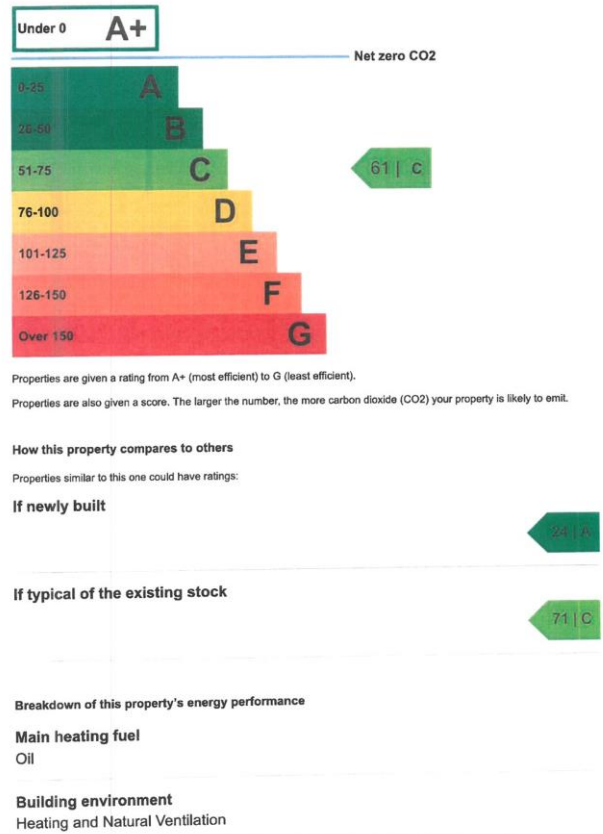 Under 0 A+
Net zero CO2
0-25 A
26-50 B
51-75 C
61 | C
76-100 D
101-125 E
126-150 F
Over 150 G
Properties are given a rating from A+ (most efficient) to G (least efficient).
Properties are also given a score. The larger the number, the more carbon dioxide (CO2) your property is likely to emit.
How this property compares to others
Properties similar to this one could have ratings:
If newly built
24 | A
If typical of the existing stock
71 | C
Breakdown of this property's energy performance
Main heating fuel
Oil
Building environment
Heating and Natural Ventilation